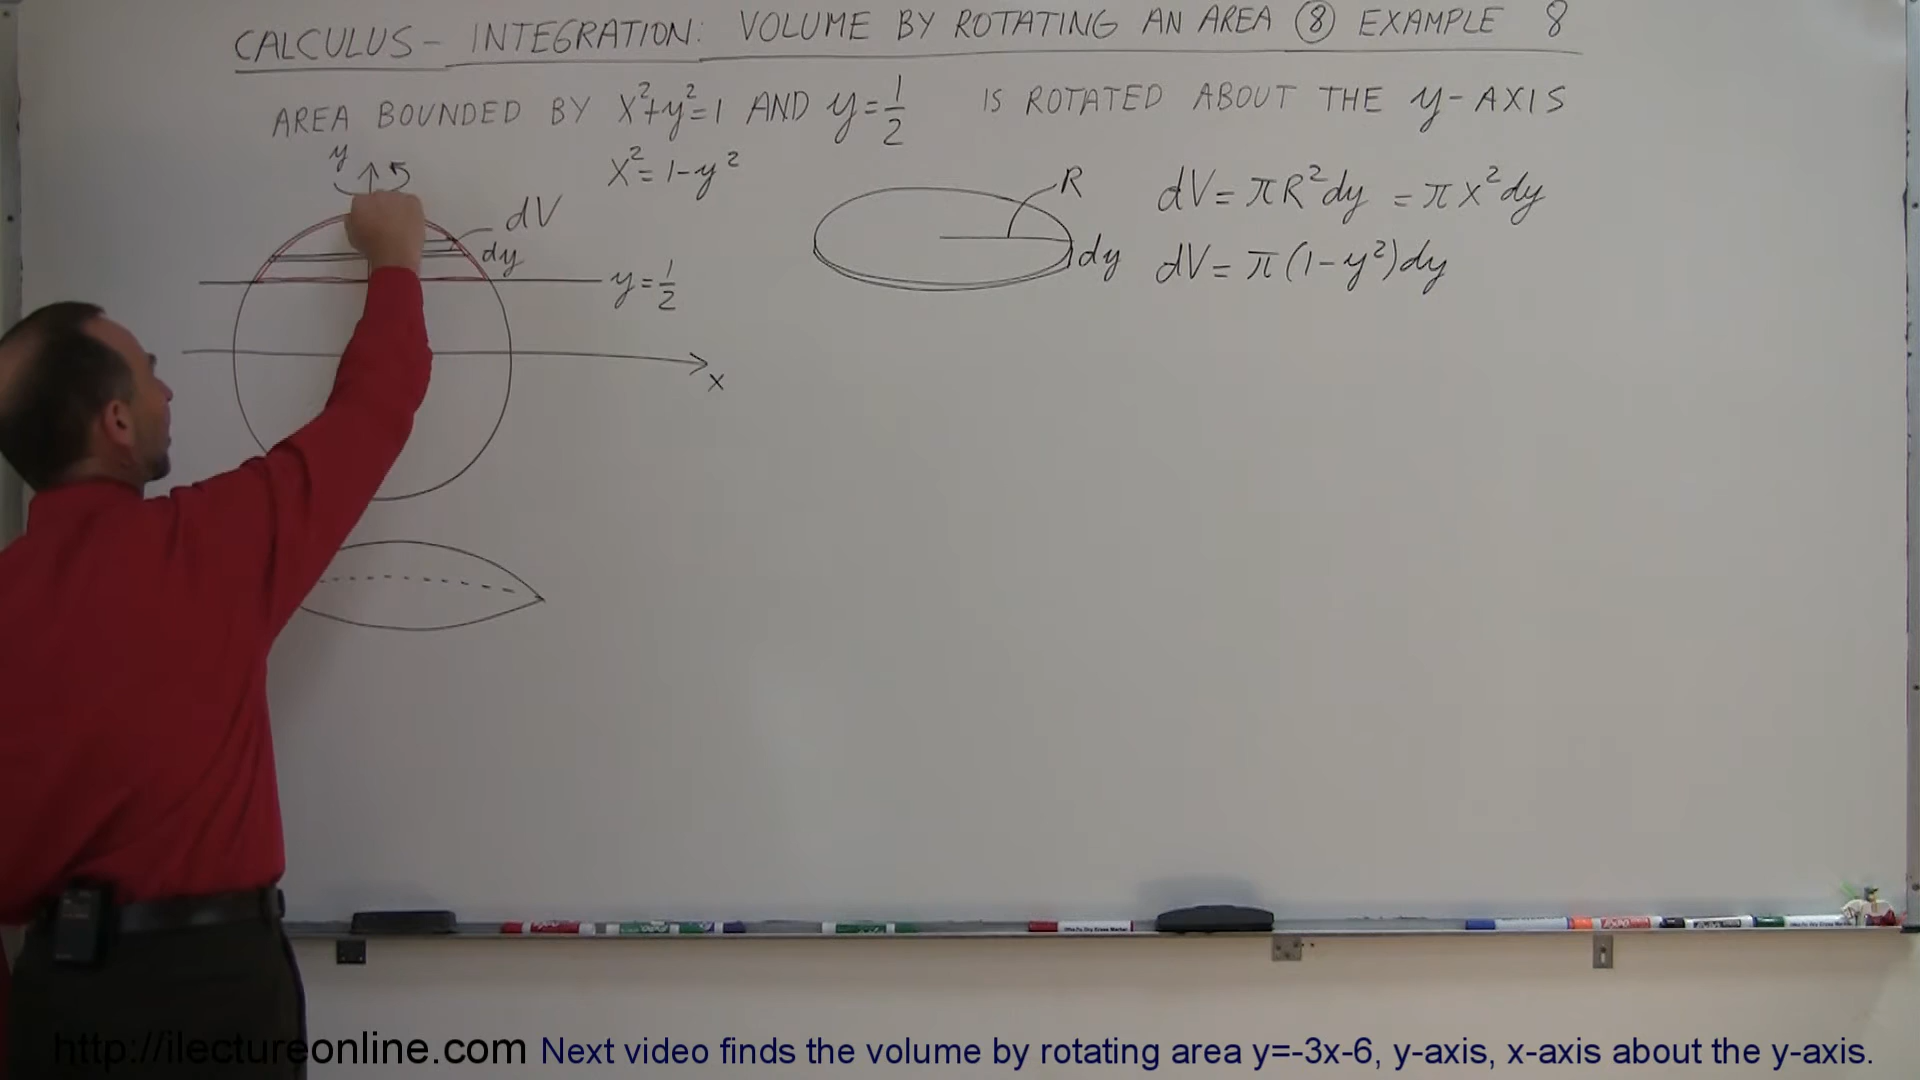 CALCULUS - INTEGRATION: VOLUME BY ROTATING AN AREA ⑧ EXAMPLE 8
AREA BOUNDED BY x²+y²=1 AND y=1/2 IS ROTATED ABOUT THE y-AXIS
x²=1-y²
y
dV
dy
y=1/2
x
R
dy
dV=πR²dy =πx²dy
dV=π(1-y²)dy
http://ilectureonline.com Next video finds the volume by rotating area y=-3x-6, y-axis, x-axis about the y-axis.